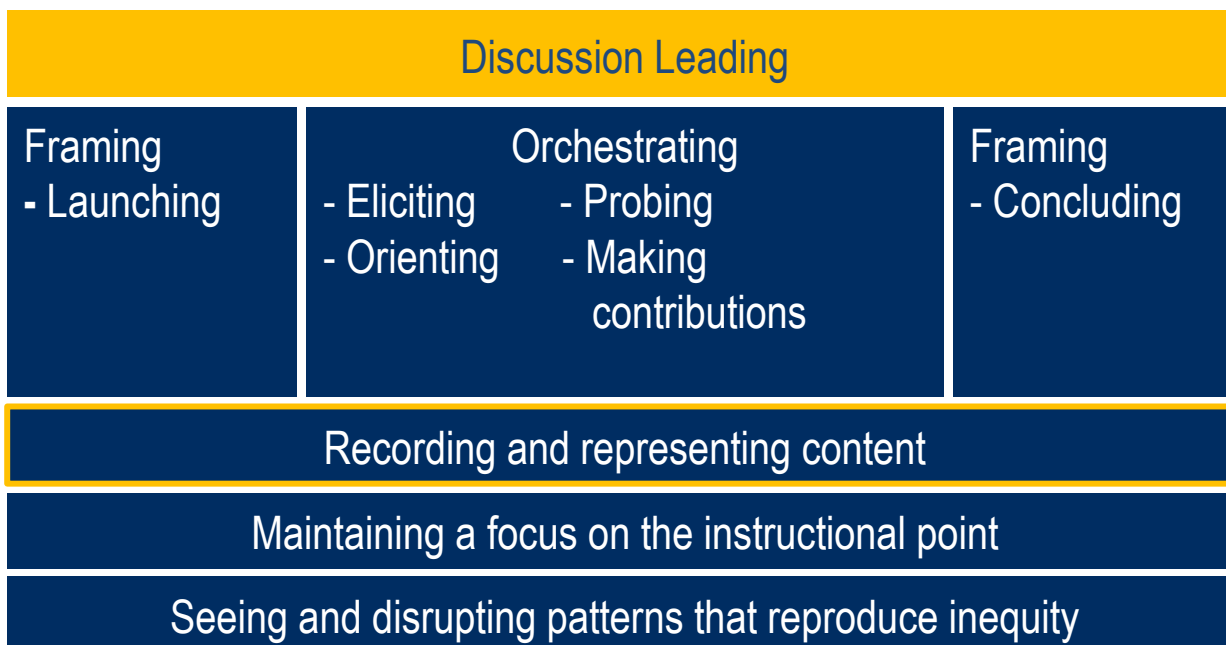 Discussion Leading
Framing
- Launching
Orchestrating
- Eliciting - Probing
- Orienting - Making
contributions
Framing
- Concluding
Recording and representing content
Maintaining a focus on the instructional point
Seeing and disrupting patterns that reproduce inequity